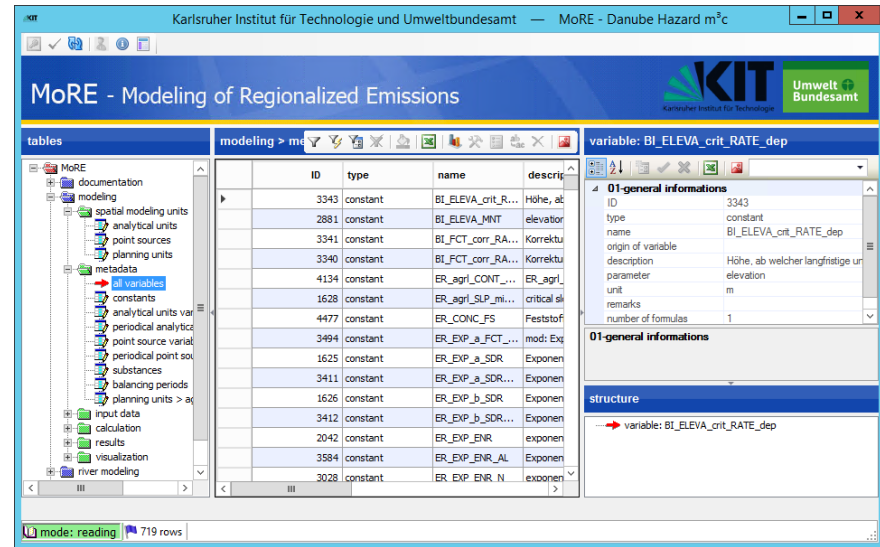 KIT Karlsruher Institut für Technologie und Umweltbundesamt — MoRE - Danube Hazard m³c
MoRE - Modeling of Regionalized Emissions
KIT
Karlsruher Institut für Technologie
Umwelt
Bundesamt
tables
MoRE
documentation
modeling
spatial modeling units
analytical units
point sources
planning units
metadata
all variables
constants
analytical units var
periodical analytica
point source variab
periodical point sou
substances
balancing periods
planning units > ag
input data
calculation
results
visualization
river modeling
modeling > me
ID type name descrip
3343 constant BI_ELEVA_crit_R... Höhe, ab
2881 constant BI_ELEVA_MNT elevation
3341 constant BI_FCT_corr_RA... Korrektu
3340 constant BI_FCT_corr_RA... Korrektu
4134 constant ER_agrl_CONT_... ER_agrl_
1628 constant ER_agrl_SLP_mi... critical slo
4477 constant ER_CONC_FS Feststoff
3494 constant ER_EXP_a_FCT_... mod: Exp
1625 constant ER_EXP_a_SDR Exponen
3411 constant ER_EXP_a_SDR... Exponen
1626 constant ER_EXP_b_SDR Exponen
3412 constant ER_EXP_b_SDR... Exponen
2042 constant ER_EXP_ENR exponen
3584 constant ER_EXP_ENR_AL Exponen
3028 constant ER_EXP_ENR_N exponen
variable: BI_ELEVA_crit_RATE_dep
01-general informations
ID 3343
type constant
name BI_ELEVA_crit_RATE_dep
origin of variable
description Höhe, ab welcher langfristige ur
parameter elevation
unit m
remarks
number of formulas 1
01-general informations
structure
variable: BI_ELEVA_crit_RATE_dep
mode: reading 719 rows